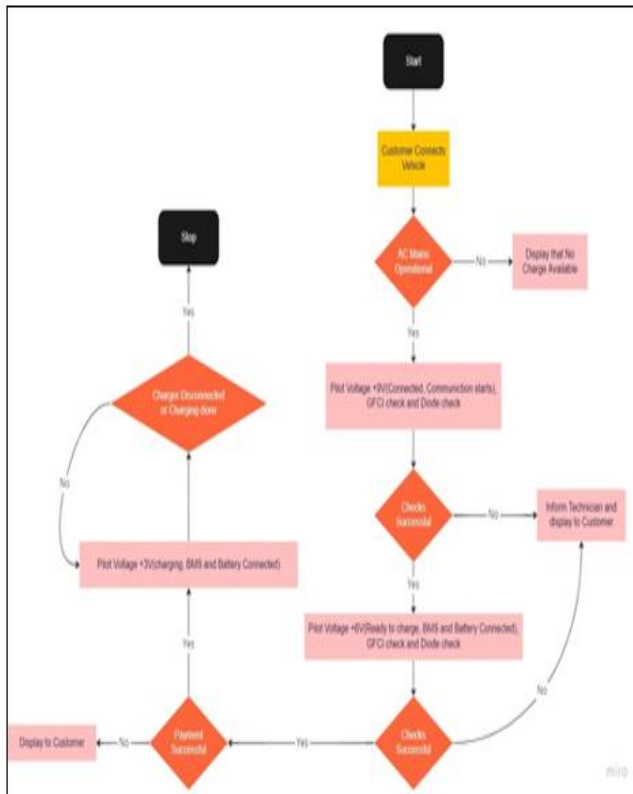 Start
Customer Connects
Vehicle
AC Mains
Operational
No
Display that No
Charge Available
Yes
Pilot Voltage +9V(Connected, Communiction starts),
GFCI check and Diode check
Checks
Successful
No
Inform Technician and
display to Customer
Yes
Pilot Voltage +6V(Ready to charge, BMS and Battery Connected),
GFCI check and Diode check
No
Checks
Successful
Yes
Payment
Successful
No
Display to Customer
Yes
Pilot Voltage +3V(charging, BMS and Battery Connected)
No
Charger Disconnected
or Charging done
Yes
Stop
miro